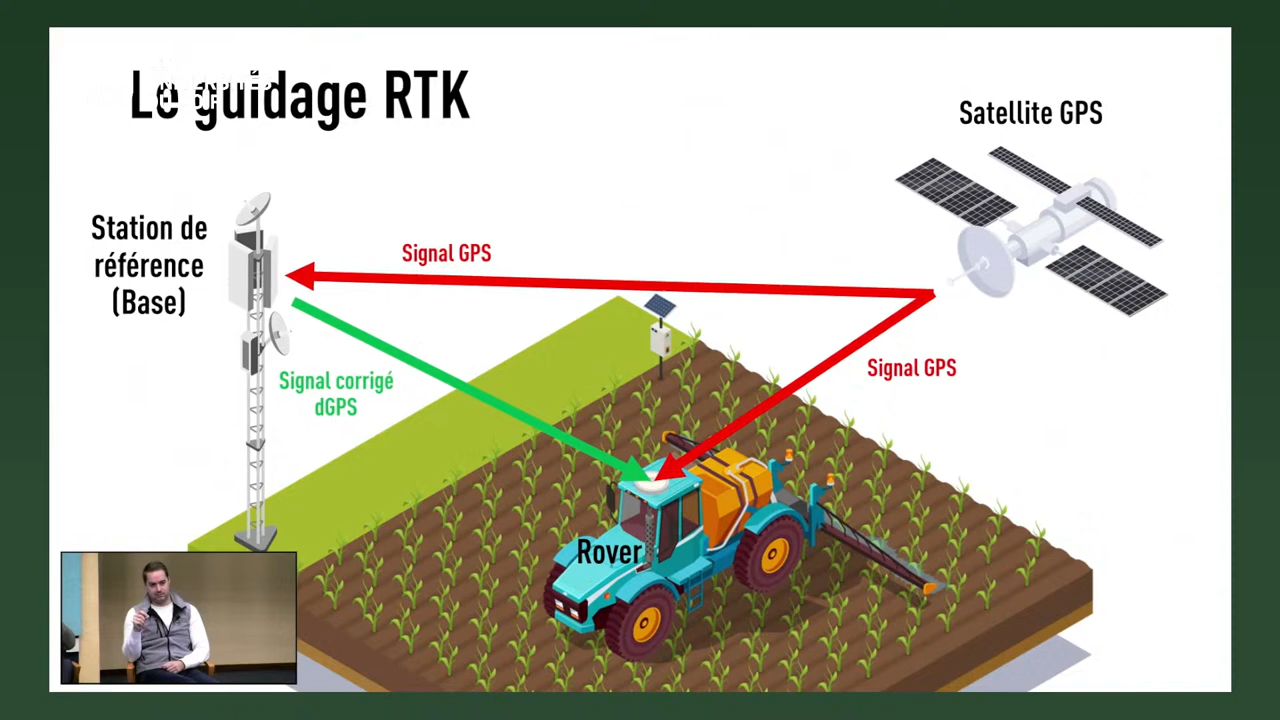 Le guidage RTK
Satellite GPS
Station de
référence
(Base)
Signal GPS
Signal GPS
Signal corrigé
dGPS
Rover